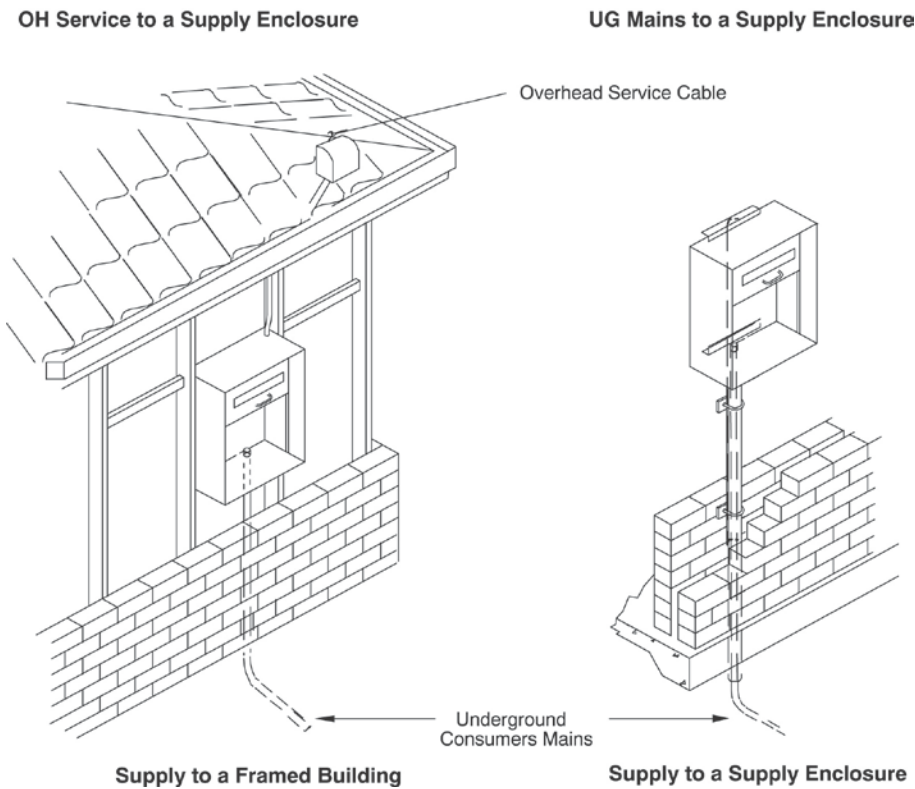 OH Service to a Supply Enclosure
UG Mains to a Supply Enclosure
Overhead Service Cable
Underground
Consumers Mains
Supply to a Framed Building
Supply to a Supply Enclosure